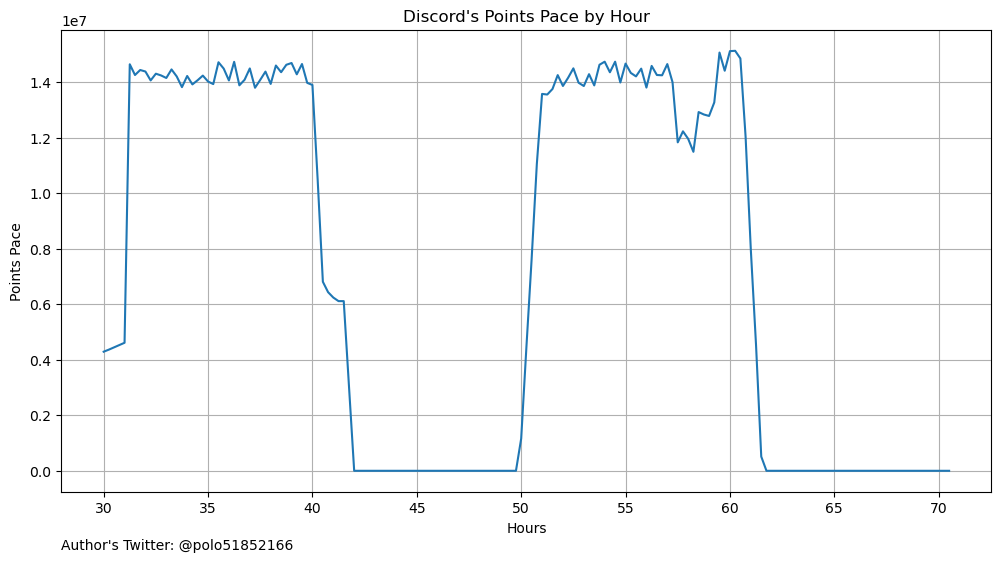 Discord's Points Pace by Hour
1e7
1.4
1.2
1.0
0.8
0.6
0.4
0.2
0.0
Points Pace
30 35 40 45 50 55 60 65 70
Hours
Author's Twitter: @polo51852166